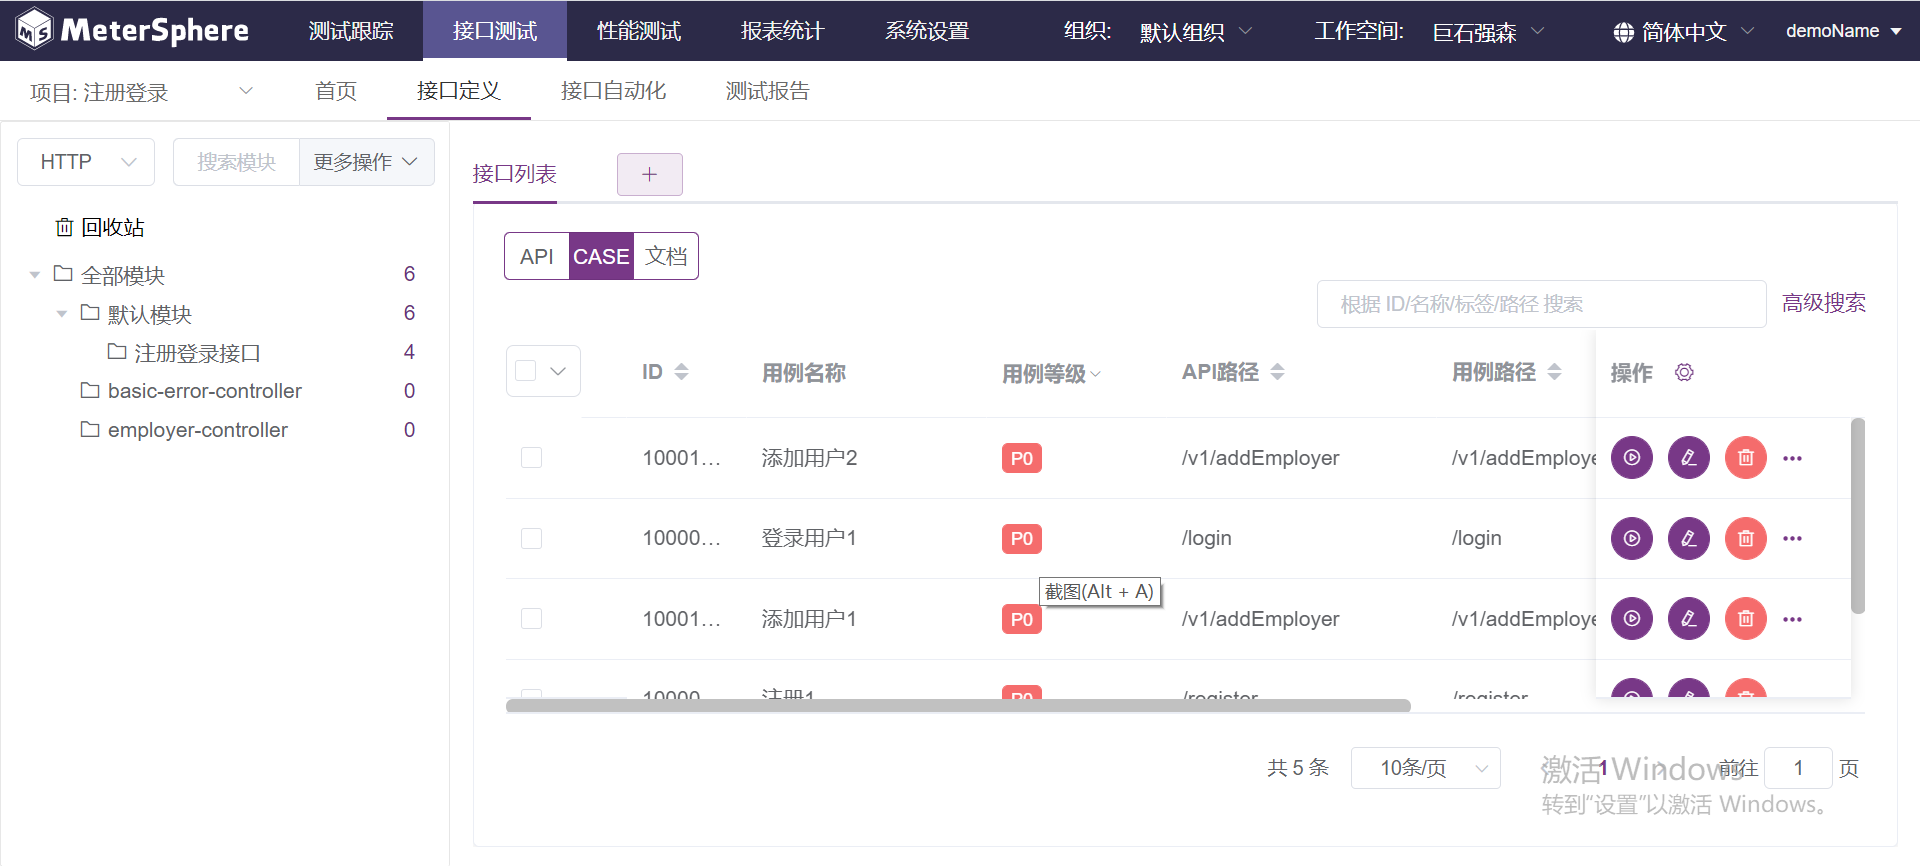 MeterSphere 测试跟踪 接口测试 性能测试 报表统计 系统设置 组织: 默认组织 工作空间: 巨石强森 简体中文 demoName
项目: 注册登录 首页 接口定义 接口自动化 测试报告
HTTP 搜索模块 更多操作
回收站
全部模块 6
默认模块 6
注册登录接口 4
basic-error-controller 0
employer-controller 0
接口列表 +
API CASE 文档
根据 ID/名称/标签/路径 搜索 高级搜索
ID 用例名称 用例等级 API路径 用例路径 操作
10001... 添加用户2 P0 /v1/addEmployer /v1/addEmploye
10000... 登录用户1 P0 /login /login
截图(Alt + A)
10001... 添加用户1 P0 /v1/addEmployer /v1/addEmploye
10000 注册1 P0 /register /register
共 5 条 10条/页 1 前往 1 页
激活 Windows
转到“设置”以激活 Windows。